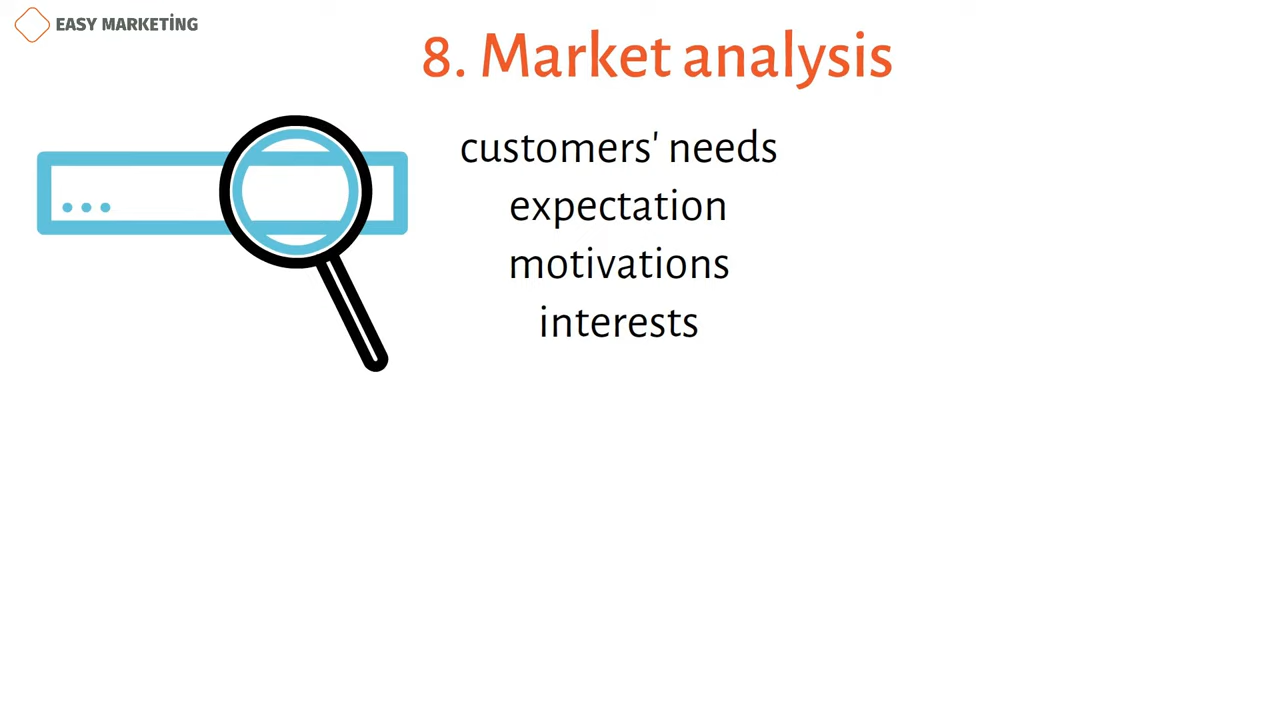 EASY MARKETİNG
8. Market analysis
customers' needs
expectation
motivations
interests